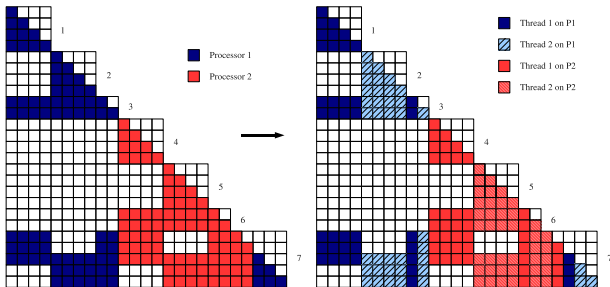 1
2
3
4
5
6
7
Processor 1
Processor 2
1
2
3
4
5
6
7
Thread 1 on P1
Thread 2 on P1
Thread 1 on P2
Thread 2 on P2